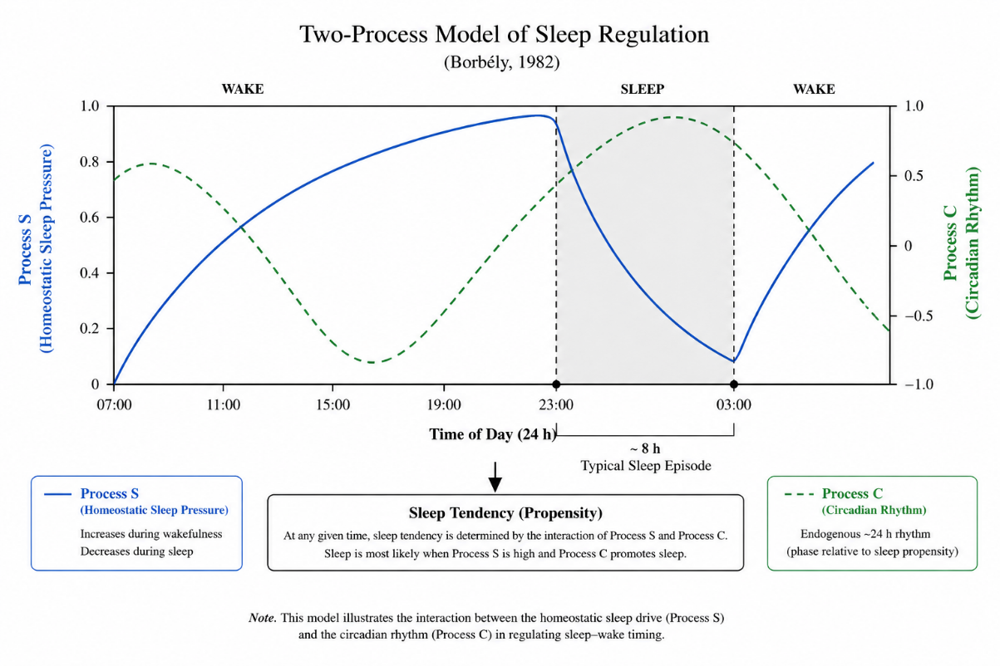 Two-Process Model of Sleep Regulation
(Borbély, 1982)
WAKE
SLEEP
WAKE
1.0
0.8
0.6
0.4
0.2
0
Process S
(Homeostatic Sleep Pressure)
1.0
0.5
0
−0.5
−1.0
Process C
(Circadian Rhythm)
07:00
11:00
15:00
19:00
23:00
03:00
Time of Day (24 h)
~ 8 h
Typical Sleep Episode
Process S
(Homeostatic Sleep Pressure)
Increases during wakefulness
Decreases during sleep
Sleep Tendency (Propensity)
At any given time, sleep tendency is determined by the interaction of Process S and Process C.
Sleep is most likely when Process S is high and Process C promotes sleep.
Process C
(Circadian Rhythm)
Endogenous ~24 h rhythm
(phase relative to sleep propensity)
Note. This model illustrates the interaction between the homeostatic sleep drive (Process S)
and the circadian rhythm (Process C) in regulating sleep–wake timing.